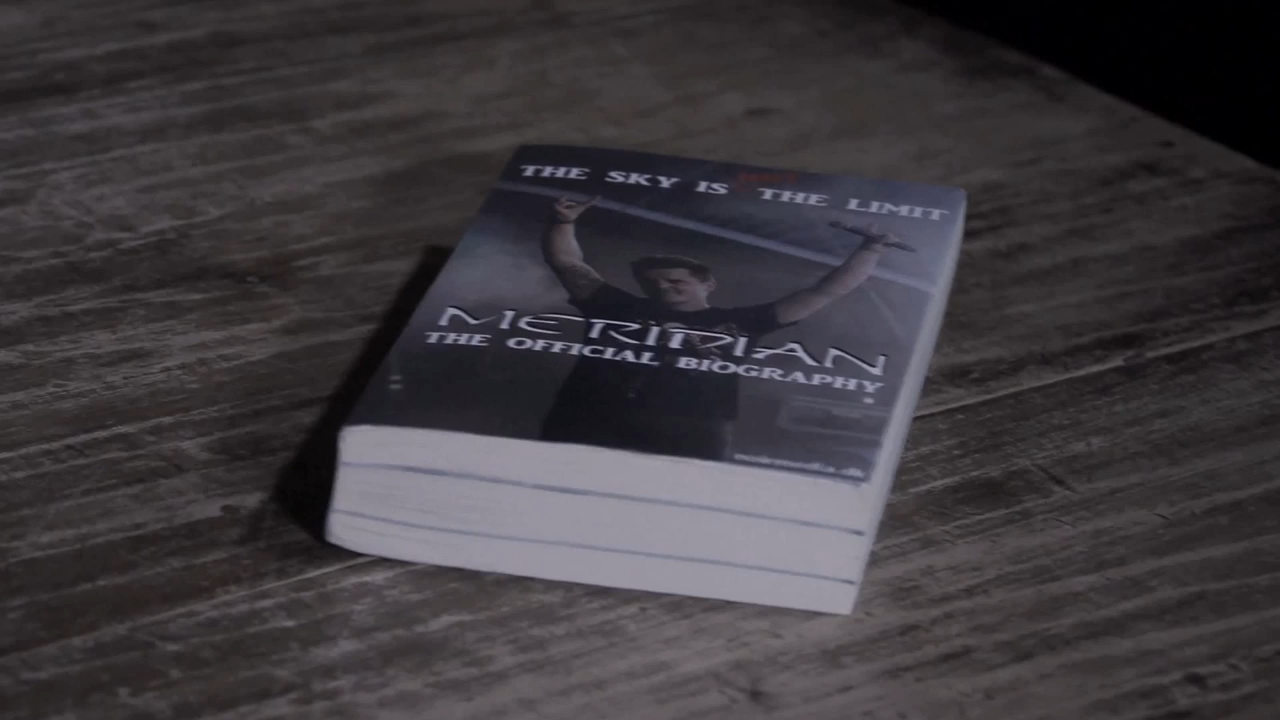 THE SKY IS THE LIMIT
MERIDIAN
THE OFFICIAL BIOGRAPHY